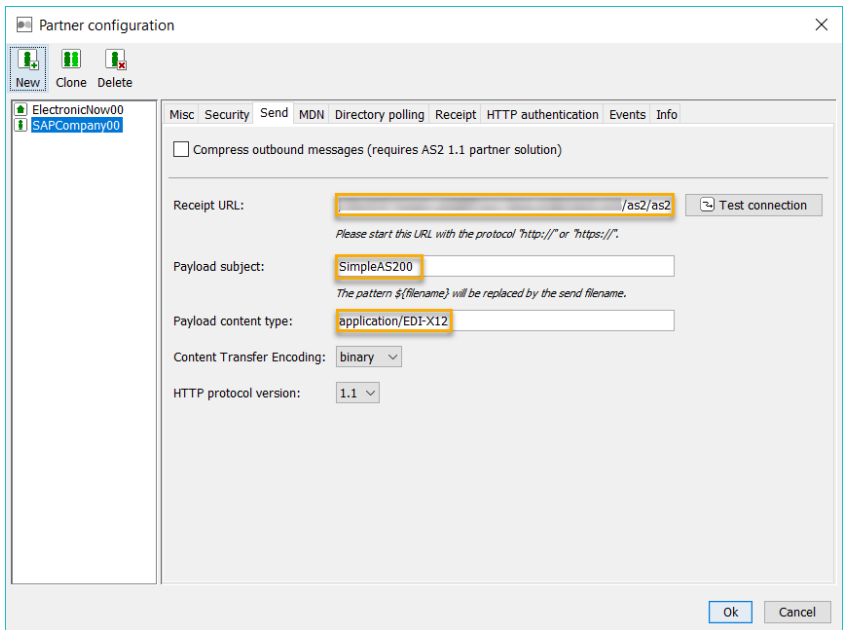 Partner configuration
New Clone Delete
ElectronicNow00
SAPCompany00
Misc Security Send MDN Directory polling Receipt HTTP authentication Events Info
Compress outbound messages (requires AS2 1.1 partner solution)
Receipt URL: /as2/as2 Test connection
Please start this URL with the protocol "http://" or "https://".
Payload subject: SimpleAS200
The pattern ${filename} will be replaced by the send filename.
Payload content type: application/EDI-X12
Content Transfer Encoding: binary
HTTP protocol version: 1.1
Ok Cancel